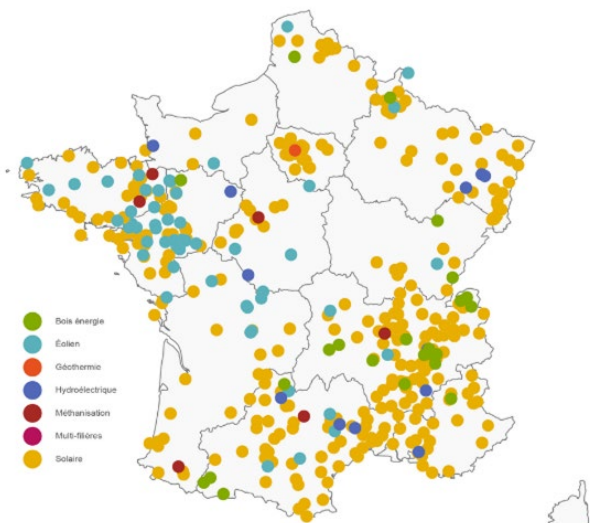 Bois énergie
Éolien
Géothermie
Hydroélectrique
Méthanisation
Multi-filières
Solaire